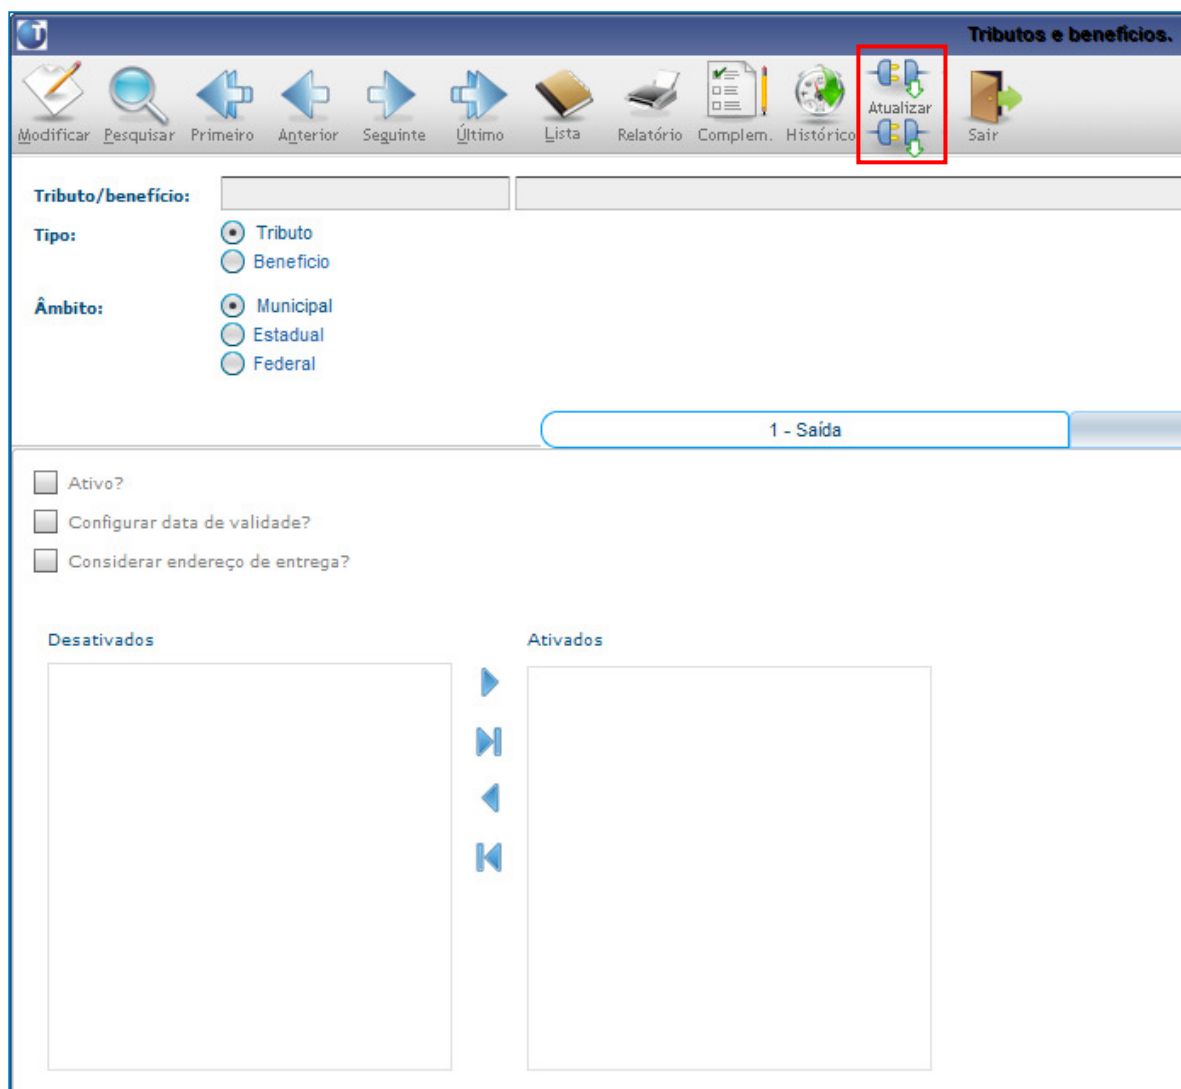 Tributos e benefícios.
Modificar Pesquisar Primeiro Anterior Seguinte Último Lista Relatório Complem. Histórico Atualizar Sair
Tributo/benefício:
Tipo: Tributo
Beneficio
Âmbito: Municipal
Estadual
Federal
1 - Saída
Ativo?
Configurar data de validade?
Considerar endereço de entrega?
Desativados Ativados